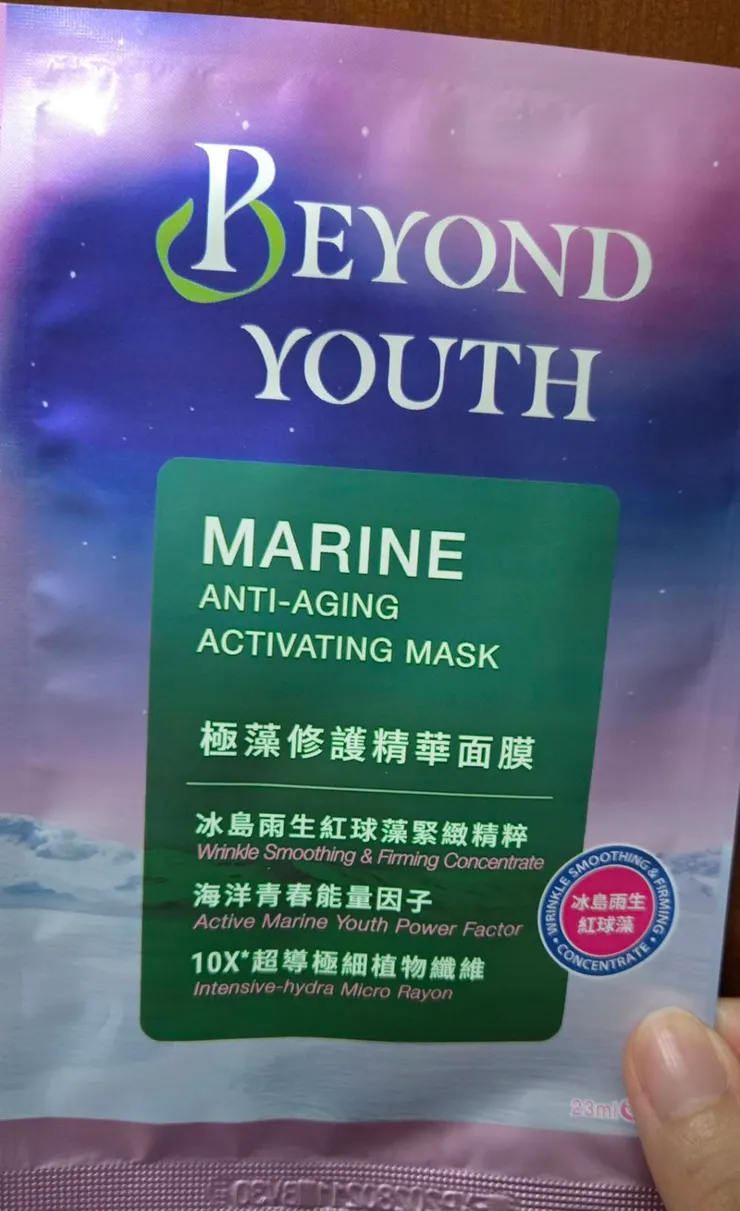 BEYOND
YOUTH
MARINE
ANTI-AGING
ACTIVATING MASK
極藻修護精華面膜
冰島雨生紅球藻緊緻精粹
Wrinkle Smoothing & Firming Concentrate
海洋青春能量因子
Active Marine Youth Power Factor
10X*超導極細植物纖維
Intensive-hydra Micro Rayon
WRINKLE SMOOTHING & FIRMING
冰島雨生
紅球藻
• CONCENTRATE •
23ml